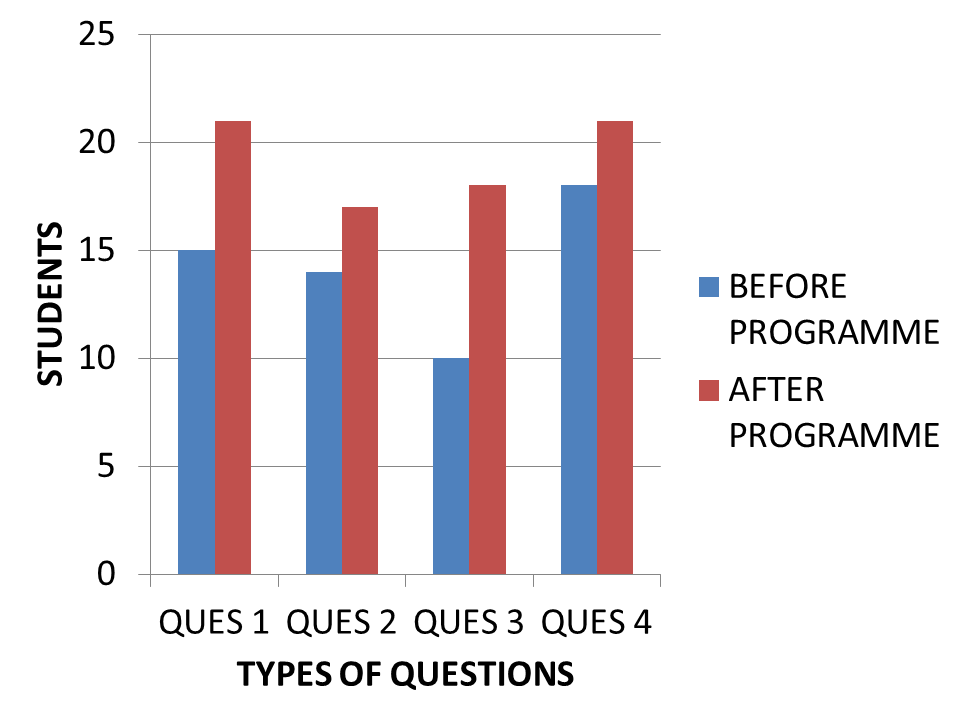 25
20
15
10
5
0
STUDENTS
QUES 1 QUES 2 QUES 3 QUES 4
TYPES OF QUESTIONS
BEFORE
PROGRAMME
AFTER
PROGRAMME